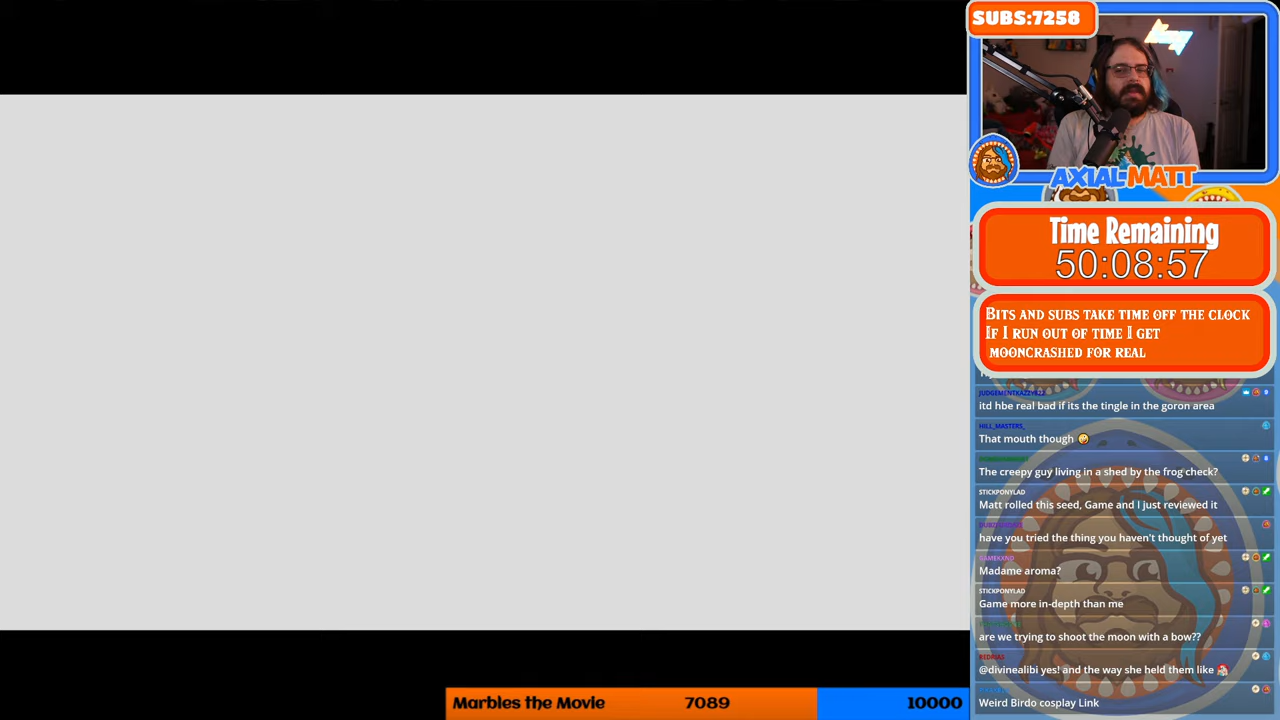 SUBS:7258
AXIAL MATT
Time Remaining
50:08:57
BITS AND SUBS TAKE TIME OFF THE CLOCK
IF I RUN OUT OF TIME I GET
MOONCRASHED FOR REAL
itd hbe real bad if its the tingle in the goron area
HILL_MASTERS_
That mouth though
The creepy guy living in a shed by the frog check?
STICKPONYLAD
Matt rolled this seed, Game and I just reviewed it
have you tried the thing you haven't thought of yet
Madame aroma?
STICKPONYLAD
Game more in-depth than me
are we trying to shoot the moon with a bow??
@divinealibi yes! and the way she held them like
Weird Birdo cosplay Link
Marbles the Movie 7089 10000